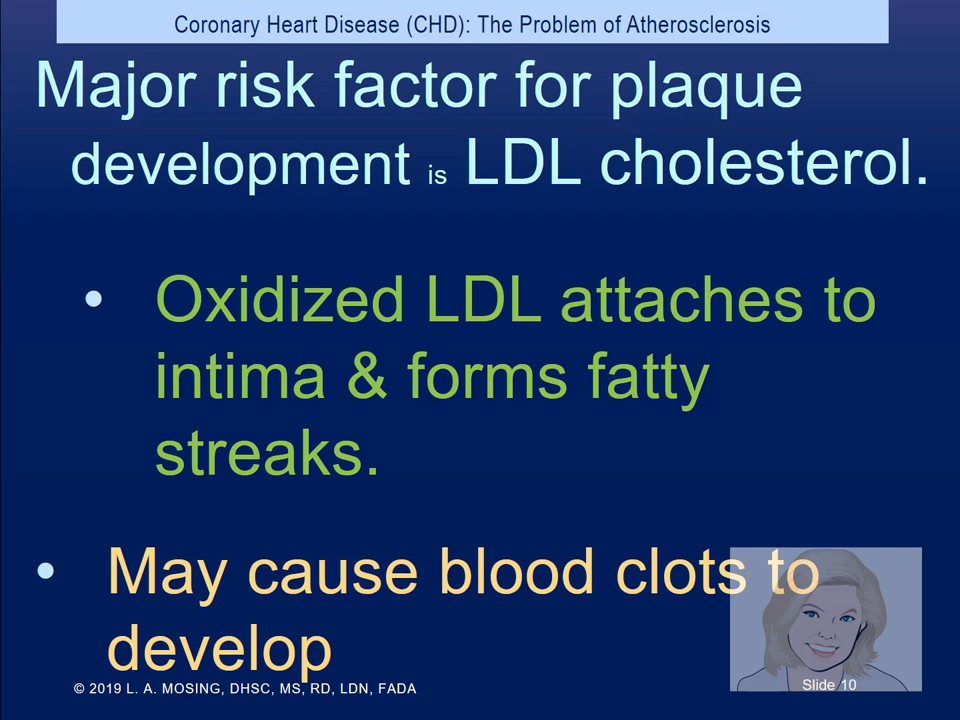 Coronary Heart Disease (CHD): The Problem of Atherosclerosis
Major risk factor for plaque
development is LDL cholesterol.
• Oxidized LDL attaches to
intima & forms fatty
streaks.
• May cause blood clots to
develop
© 2019 L. A. MOSING, DHSC, MS, RD, LDN, FADA
Slide 10